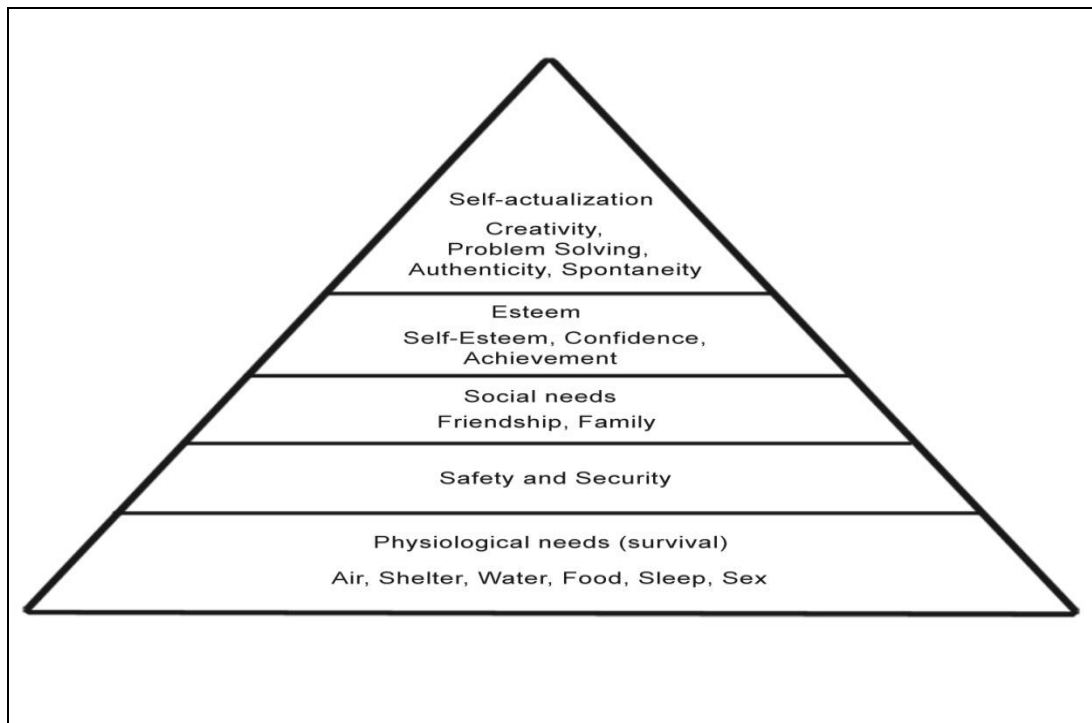 Self-actualization
Creativity,
Problem Solving,
Authenticity, Spontaneity
Esteem
Self-Esteem, Confidence,
Achievement
Social needs
Friendship, Family
Safety and Security
Physiological needs (survival)
Air, Shelter, Water, Food, Sleep, Sex